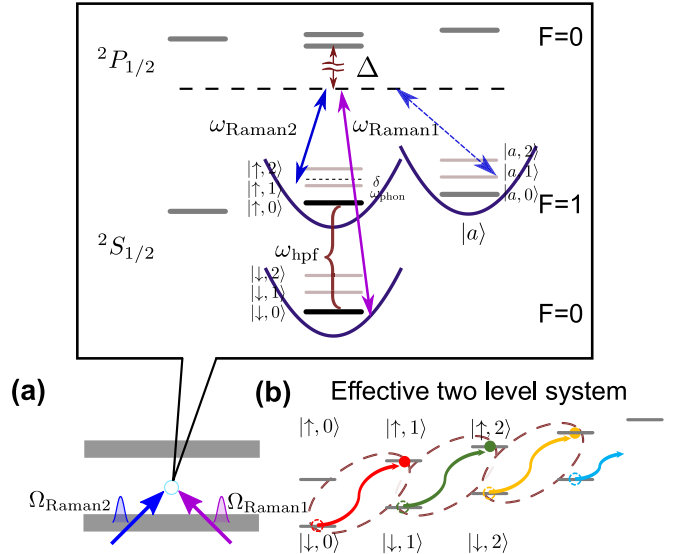 F=0
²P₁/₂
Δ
ω_Raman2
ω_Raman1
|↑, 2⟩
|↑, 1⟩
|↑, 0⟩
δ
ω_phon
|a, 2⟩
|a, 1⟩
|a, 0⟩
F=1
|a⟩
²S₁/₂
ω_hpf
|↓, 2⟩
|↓, 1⟩
|↓, 0⟩
F=0
(a)
Ω_Raman2
Ω_Raman1
(b)
Effective two level system
|↑, 0⟩ |↑, 1⟩ |↑, 2⟩
|↓, 0⟩ |↓, 1⟩ |↓, 2⟩